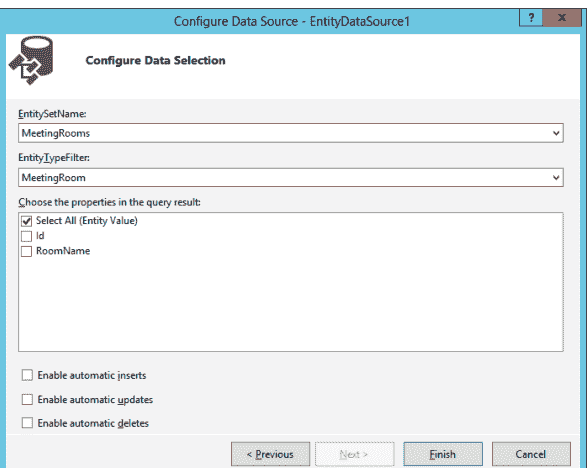 Configure Data Source - EntityDataSource1
? x
Configure Data Selection
EntitySetName:
MeetingRooms
EntityTypeFilter:
MeetingRoom
Choose the properties in the query result:
Select All (Entity Value)
Id
RoomName
Enable automatic inserts
Enable automatic updates
Enable automatic deletes
< Previous Next > Finish Cancel